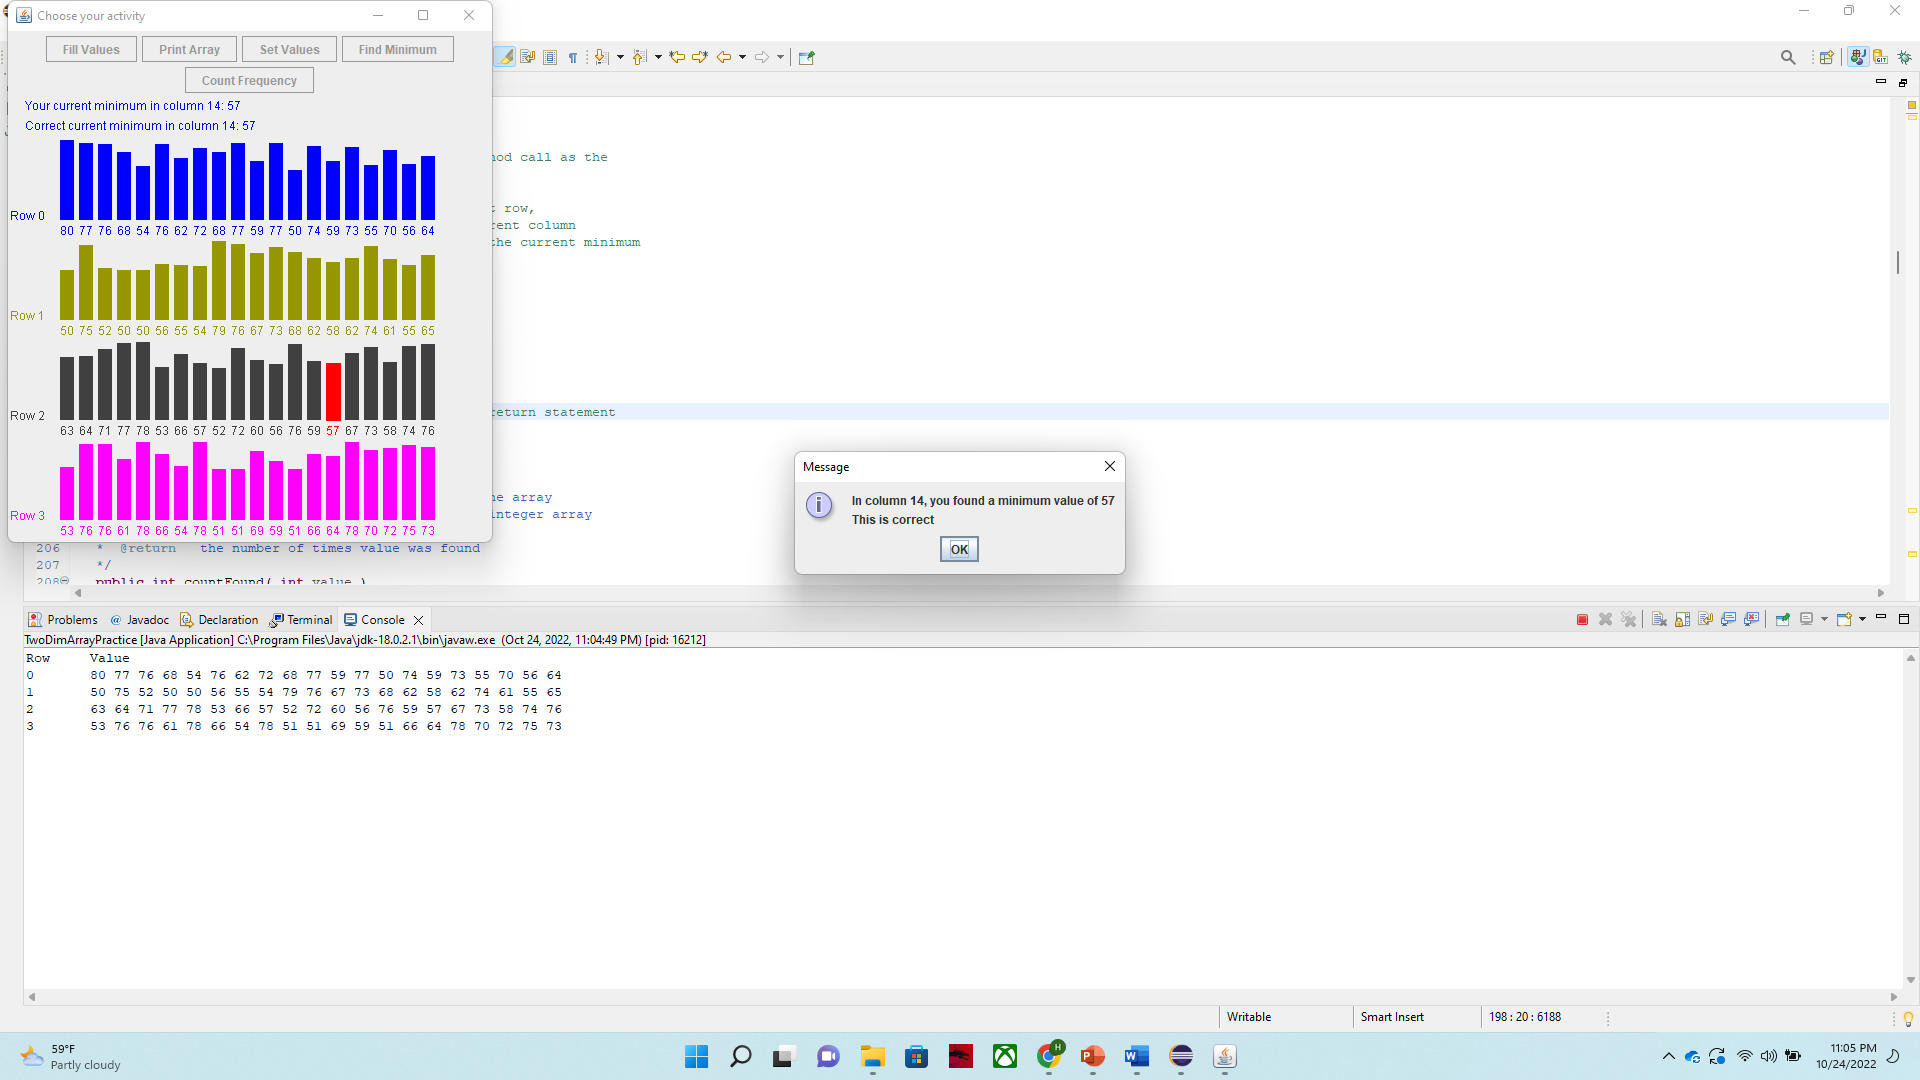 Choose your activity
Fill Values Print Array Set Values Find Minimum
Count Frequency
Your current minimum in column 14: 57
Correct current minimum in column 14: 57
Row 0
80 77 76 68 54 76 62 72 68 77 59 77 50 74 59 73 55 70 56 64
Row 1
50 75 52 50 50 56 55 54 79 76 67 73 68 62 58 62 74 61 55 65
Row 2
63 64 71 77 78 53 66 57 52 72 60 56 76 59 57 67 73 58 74 76
Row 3
53 76 76 61 78 66 54 78 51 51 69 59 51 66 64 78 70 72 75 73
call as the
row,
column
the current minimum
return statement
array
integer array
206 * @return the number of times value was found
207 */
208 public int countFound( int value )
Message
In column 14, you found a minimum value of 57
This is correct
OK
Problems @ Javadoc Declaration Terminal Console
TwoDimArrayPractice [Java Application] C:\Program Files\Java\jdk-18.0.2.1\bin\javaw.exe (Oct 24, 2022, 11:04:49 PM) [pid: 16212]
Row Value
0 80 77 76 68 54 76 62 72 68 77 59 77 50 74 59 73 55 70 56 64
1 50 75 52 50 50 56 55 54 79 76 67 73 68 62 58 62 74 61 55 65
2 63 64 71 77 78 53 66 57 52 72 60 56 76 59 57 67 73 58 74 76
3 53 76 76 61 78 66 54 78 51 51 69 59 51 66 64 78 70 72 75 73
Writable Smart Insert 198 : 20 : 6188
59°F
Partly cloudy
11:05 PM
10/24/2022